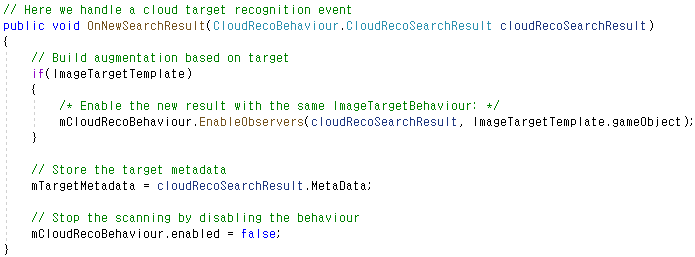 // Here we handle a cloud target recognition event
public void OnNewSearchResult(CloudRecoBehaviour.CloudRecoSearchResult cloudRecoSearchResult)
{
// Build augmentation based on target
if(ImageTargetTemplate)
{
/* Enable the new result with the same ImageTargetBehaviour: */
mCloudRecoBehaviour.EnableObservers(cloudRecoSearchResult, ImageTargetTemplate.gameObject);
}
// Store the target metadata
mTargetMetadata = cloudRecoSearchResult.MetaData;
// Stop the scanning by disabling the behaviour
mCloudRecoBehaviour.enabled = false;
}